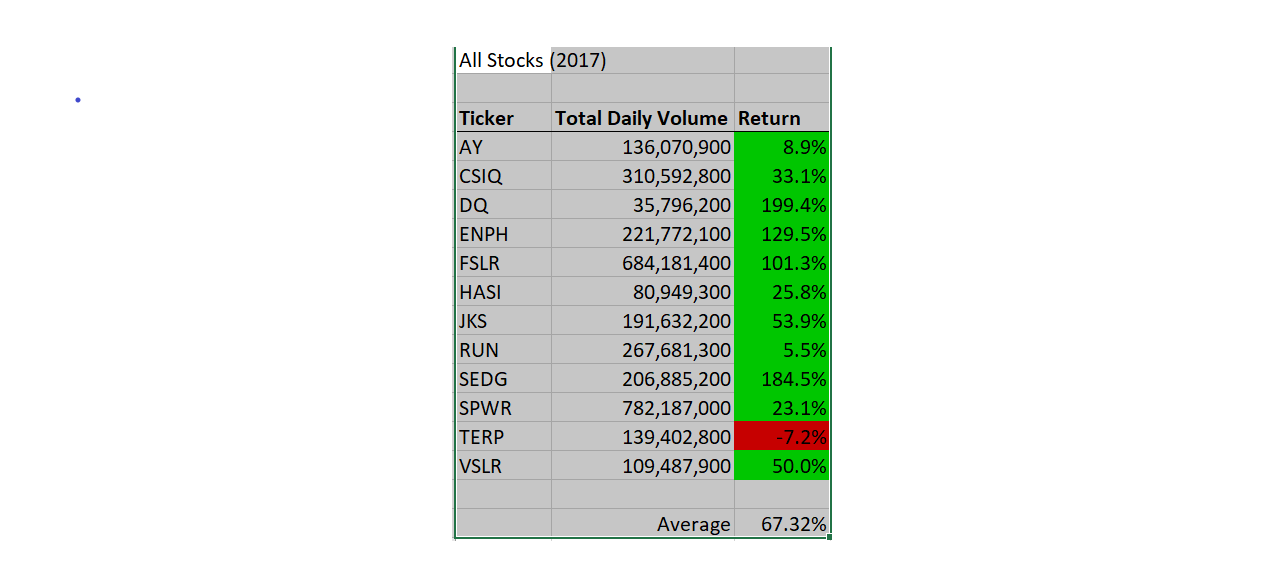 All Stocks (2017)
Ticker Total Daily Volume Return
AY 136,070,900 8.9%
CSIQ 310,592,800 33.1%
DQ 35,796,200 199.4%
ENPH 221,772,100 129.5%
FSLR 684,181,400 101.3%
HASI 80,949,300 25.8%
JKS 191,632,200 53.9%
RUN 267,681,300 5.5%
SEDG 206,885,200 184.5%
SPWR 782,187,000 23.1%
TERP 139,402,800 -7.2%
VSLR 109,487,900 50.0%
Average 67.32%